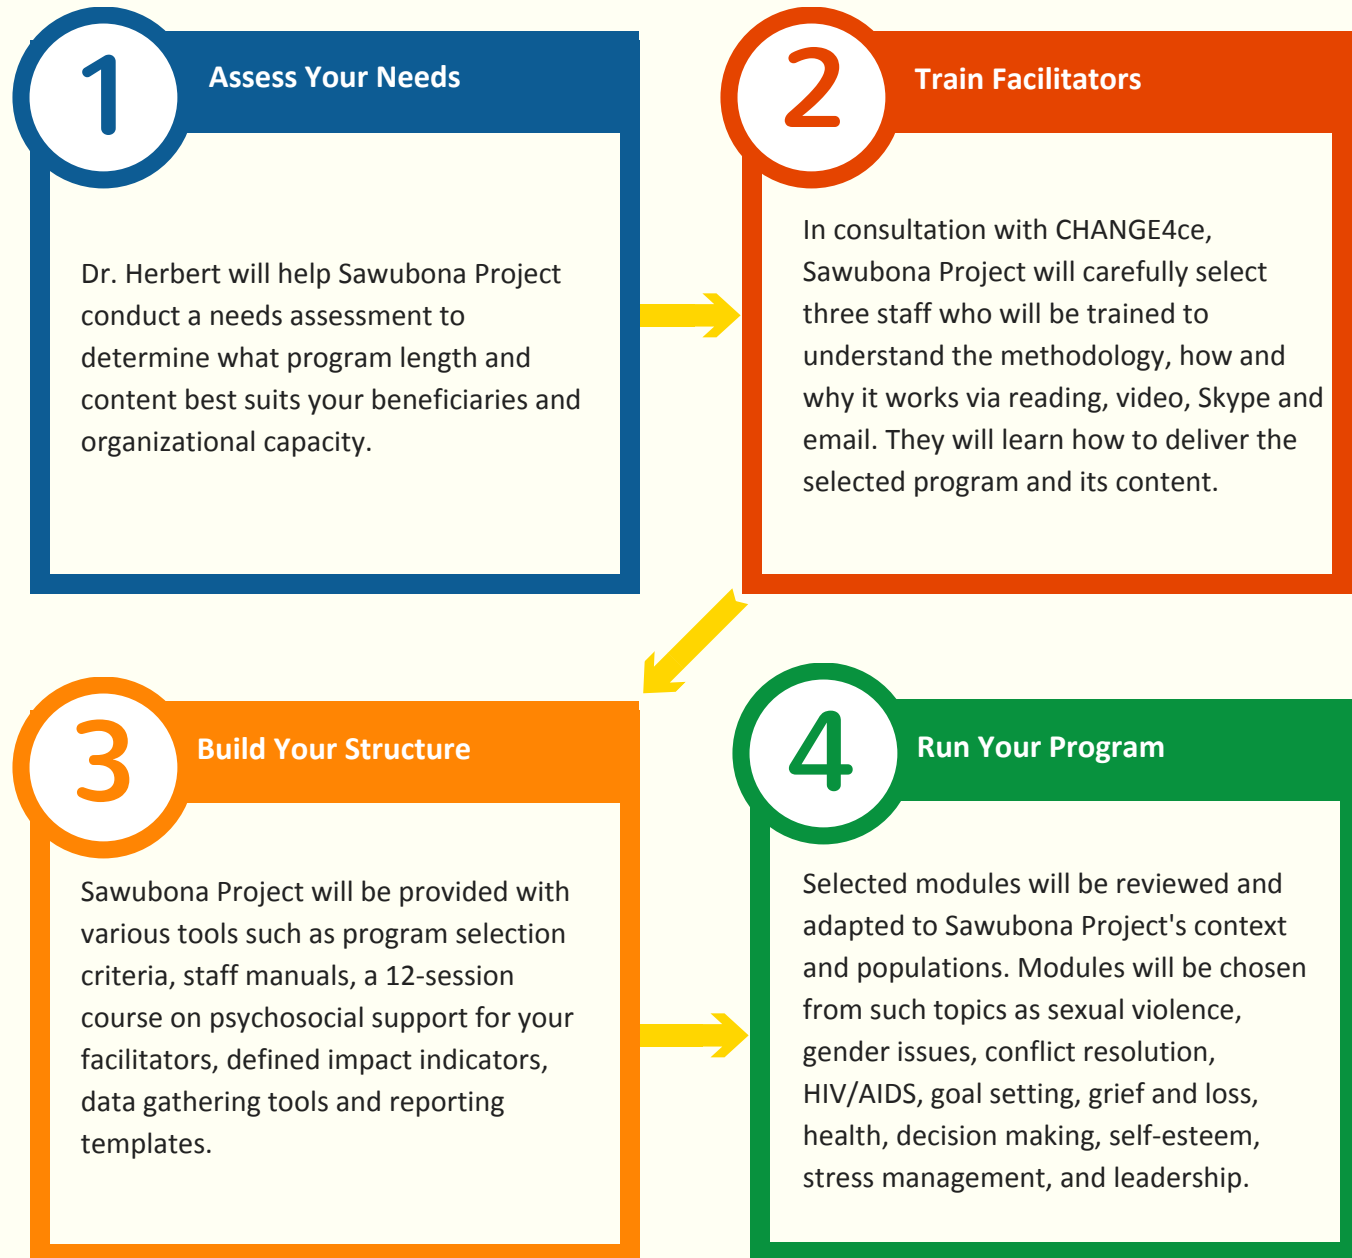 1
Assess Your Needs
Dr. Herbert will help Sawubona Project
conduct a needs assessment to
determine what program length and
content best suits your beneficiaries and
organizational capacity.
2
Train Facilitators
In consultation with CHANGE4ce,
Sawubona Project will carefully select
three staff who will be trained to
understand the methodology, how and
why it works via reading, video, Skype and
email. They will learn how to deliver the
selected program and its content.
3
Build Your Structure
Sawubona Project will be provided with
various tools such as program selection
criteria, staff manuals, a 12-session
course on psychosocial support for your
facilitators, defined impact indicators,
data gathering tools and reporting
templates.
4
Run Your Program
Selected modules will be reviewed and
adapted to Sawubona Project's context
and populations. Modules will be chosen
from such topics as sexual violence,
gender issues, conflict resolution,
HIV/AIDS, goal setting, grief and loss,
health, decision making, self-esteem,
stress management, and leadership.